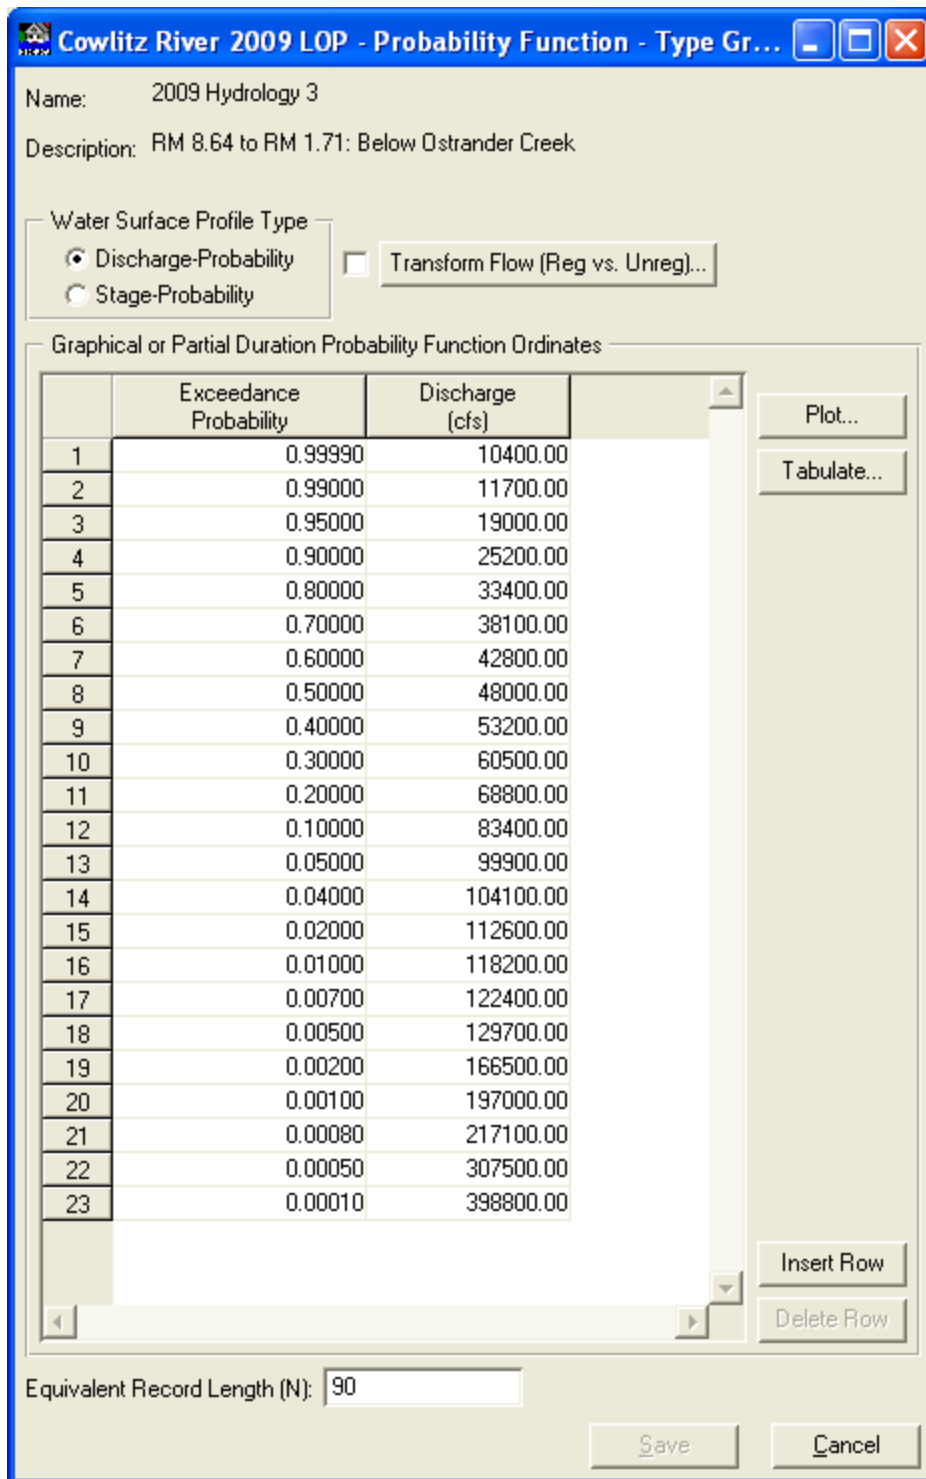 Cowlitz River 2009 LOP - Probability Function - Type Gr...
Name: 2009 Hydrology 3
Description: RM 8.64 to RM 1.71: Below Ostrander Creek
Water Surface Profile Type
Discharge-Probability
Stage-Probability
Transform Flow (Reg vs. Unreg)...
Graphical or Partial Duration Probability Function Ordinates
Exceedance Probability Discharge (cfs)
1 0.99990 10400.00
2 0.99000 11700.00
3 0.95000 19000.00
4 0.90000 25200.00
5 0.80000 33400.00
6 0.70000 38100.00
7 0.60000 42800.00
8 0.50000 48000.00
9 0.40000 53200.00
10 0.30000 60500.00
11 0.20000 68800.00
12 0.10000 83400.00
13 0.05000 99900.00
14 0.04000 104100.00
15 0.02000 112600.00
16 0.01000 118200.00
17 0.00700 122400.00
18 0.00500 129700.00
19 0.00200 166500.00
20 0.00100 197000.00
21 0.00080 217100.00
22 0.00050 307500.00
23 0.00010 398800.00
Plot...
Tabulate...
Insert Row
Delete Row
Equivalent Record Length (N): 90
Save Cancel